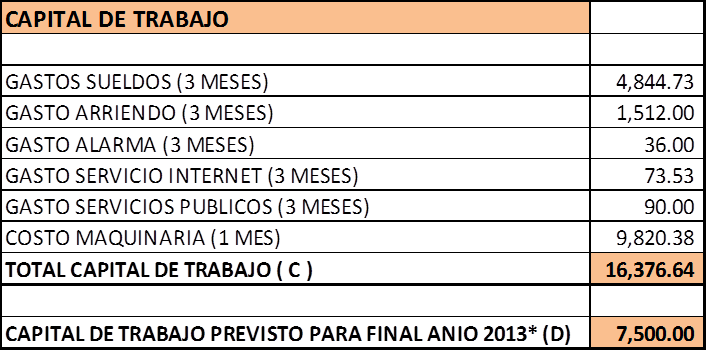 CAPITAL DE TRABAJO
GASTOS SUELDOS (3 MESES) 4,844.73
GASTO ARRIENDO (3 MESES) 1,512.00
GASTO ALARMA (3 MESES) 36.00
GASTO SERVICIO INTERNET (3 MESES) 73.53
GASTO SERVICIOS PUBLICOS (3 MESES) 90.00
COSTO MAQUINARIA (1 MES) 9,820.38
TOTAL CAPITAL DE TRABAJO ( C ) 16,376.64
CAPITAL DE TRABAJO PREVISTO PARA FINAL ANIO 2013* (D) 7,500.00